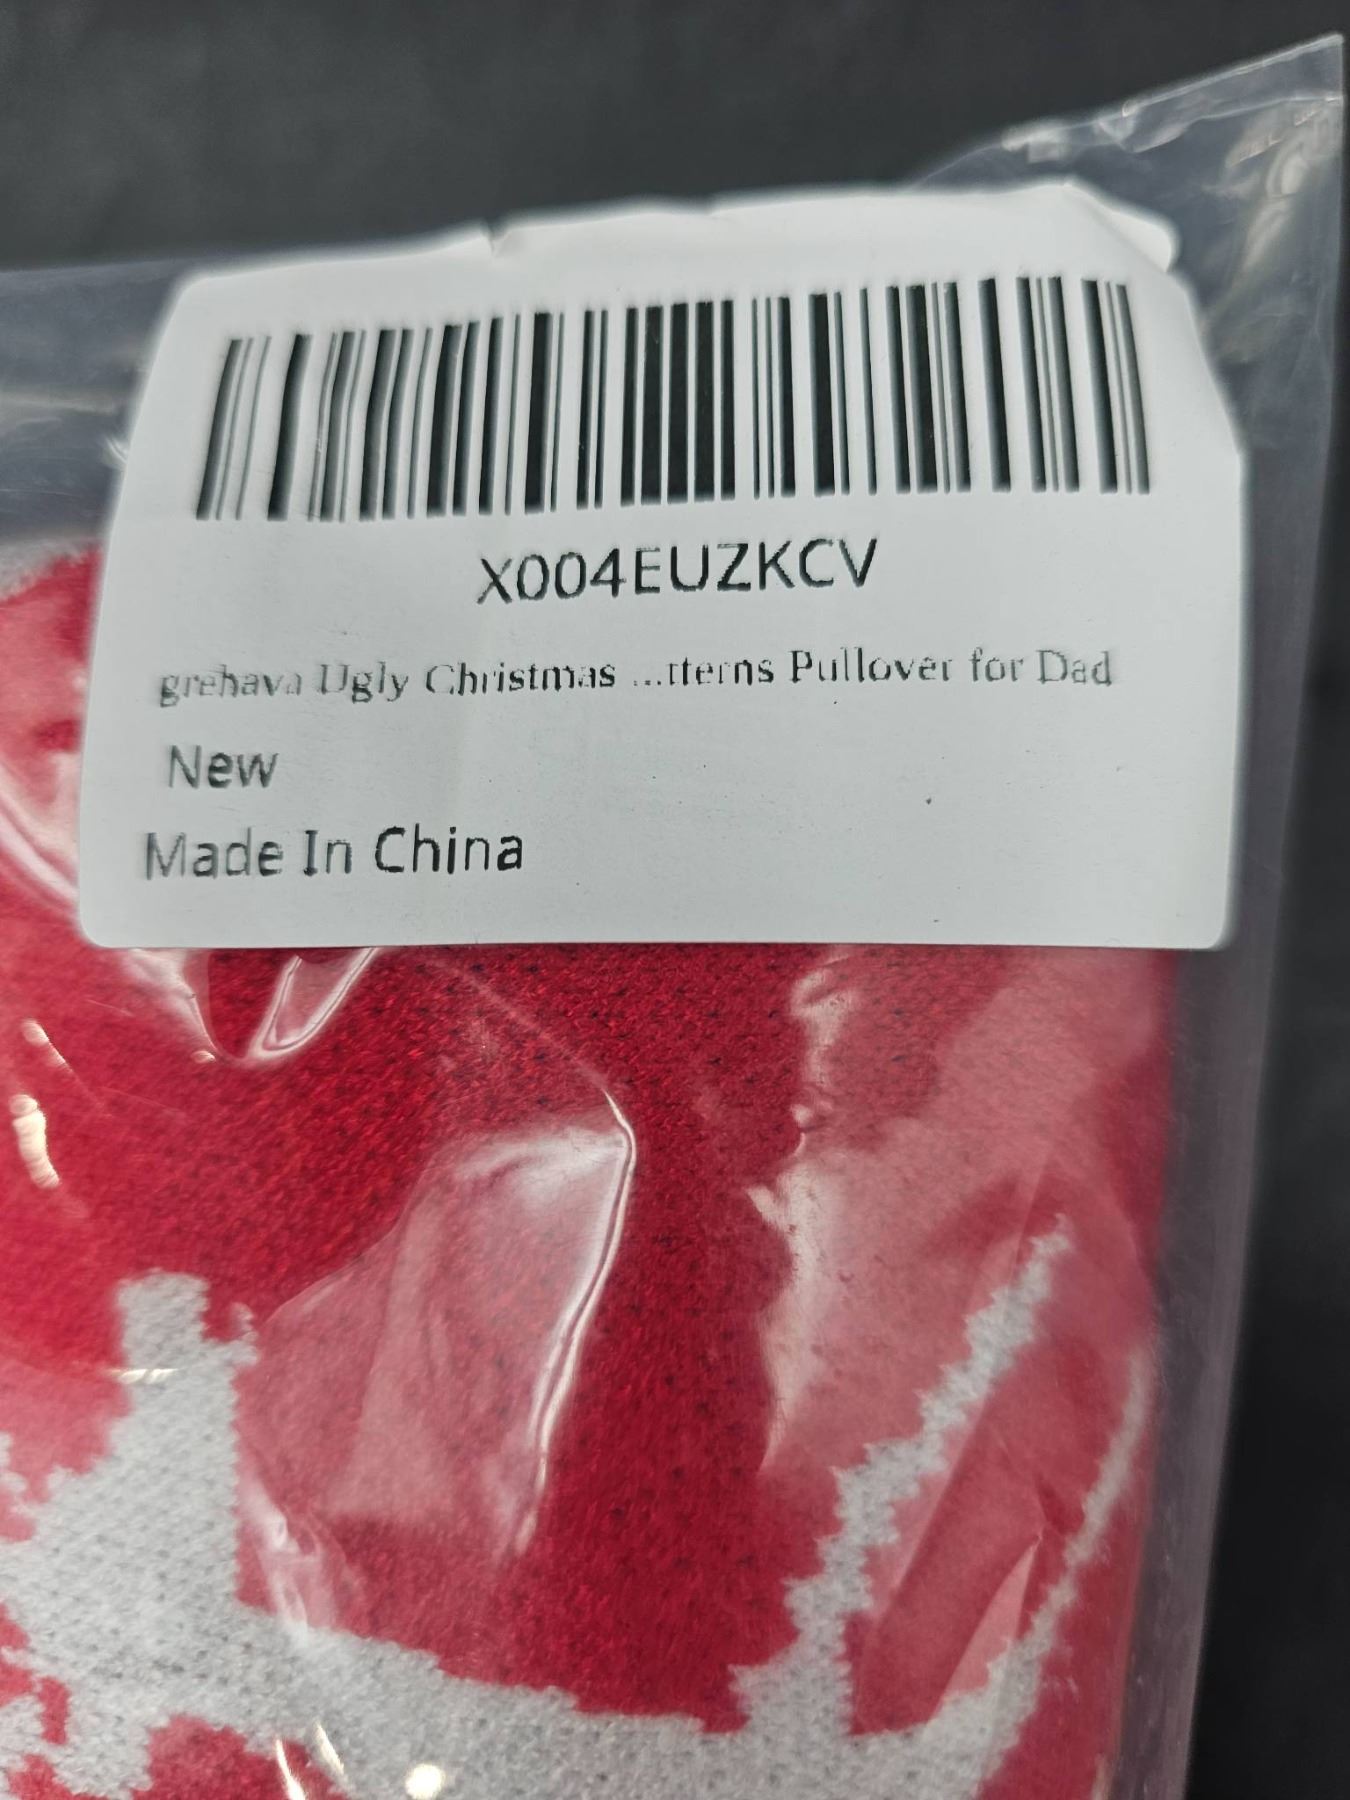 X004EUZKCV
grehava Ugly Christmas ...tterns Pullover for Dad
New
Made In China